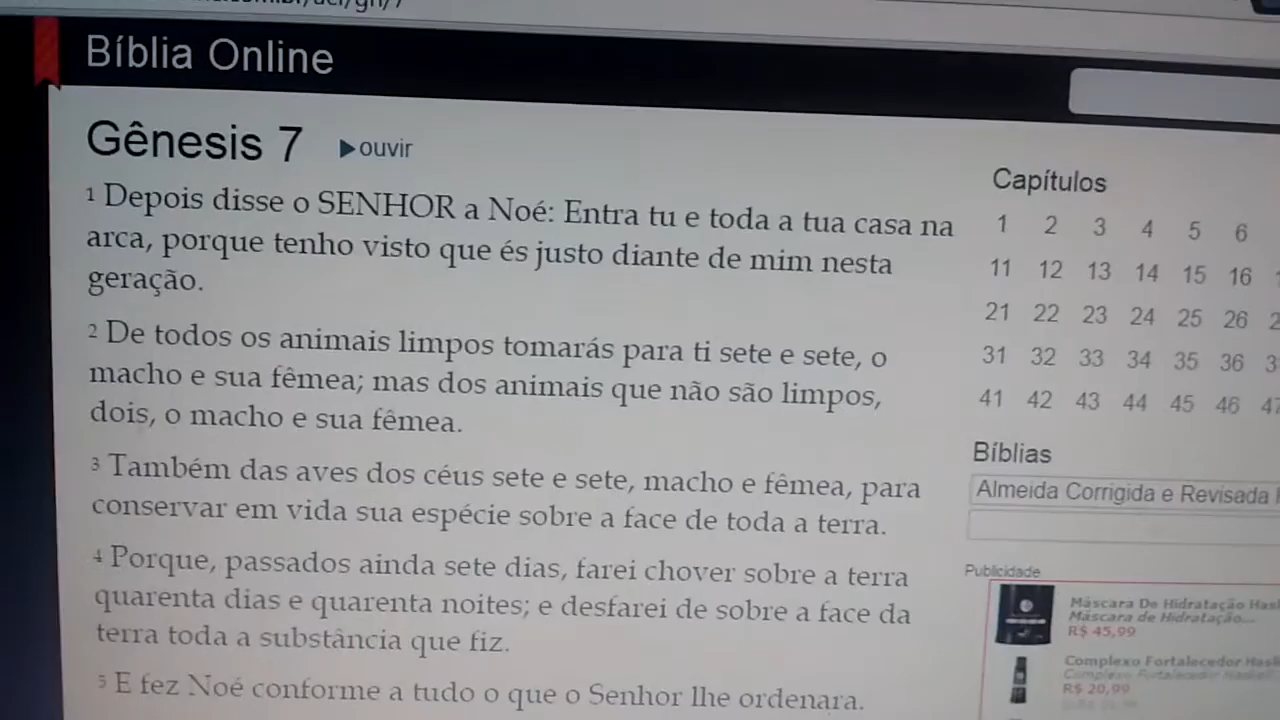 Bíblia Online
Gênesis 7
ouvir
1 Depois disse o SENHOR a Noé: Entra tu e toda a tua casa na
arca, porque tenho visto que és justo diante de mim nesta
geração.
2 De todos os animais limpos tomarás para ti sete e sete, o
macho e sua fêmea; mas dos animais que não são limpos,
dois, o macho e sua fêmea.
3 Também das aves dos céus sete e sete, macho e fêmea, para
conservar em vida sua espécie sobre a face de toda a terra.
4 Porque, passados ainda sete dias, farei chover sobre a terra
quarenta dias e quarenta noites; e desfarei de sobre a face da
terra toda a substância que fiz.
5 E fez Noé conforme a tudo o que o Senhor lhe ordenara.
Capítulos
1 2 3 4 5 6
11 12 13 14 15 16
21 22 23 24 25 26
31 32 33 34 35 36
41 42 43 44 45 46 47
Bíblias
Almeida Corrigida e Revisada
Publicidade
Máscara De Hidratação
Máscara de Hidratação...
R$ 45,99
Complexo Fortalecedor
Complexo Fortalecedor
R$ 20,99